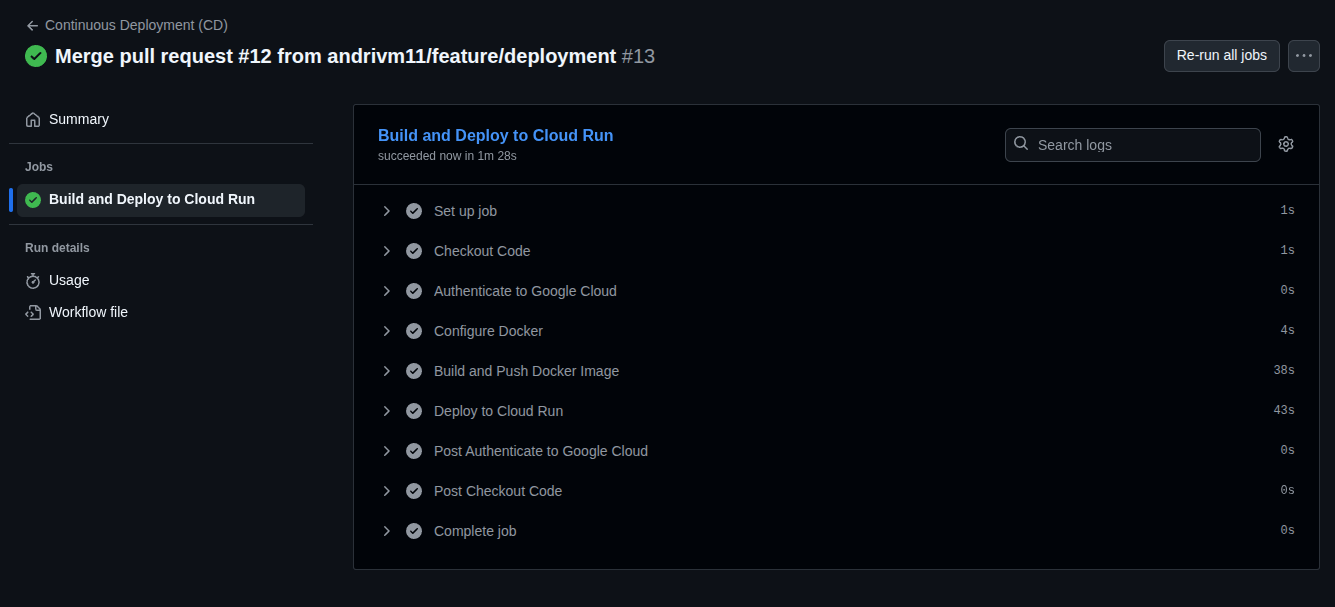 Continuous Deployment (CD)
Merge pull request #12 from andrivm11/feature/deployment #13
Re-run all jobs
Summary
Jobs
Build and Deploy to Cloud Run
Run details
Usage
Workflow file
Build and Deploy to Cloud Run
succeeded now in 1m 28s
Search logs
Set up job 1s
Checkout Code 1s
Authenticate to Google Cloud 0s
Configure Docker 4s
Build and Push Docker Image 38s
Deploy to Cloud Run 43s
Post Authenticate to Google Cloud 0s
Post Checkout Code 0s
Complete job 0s